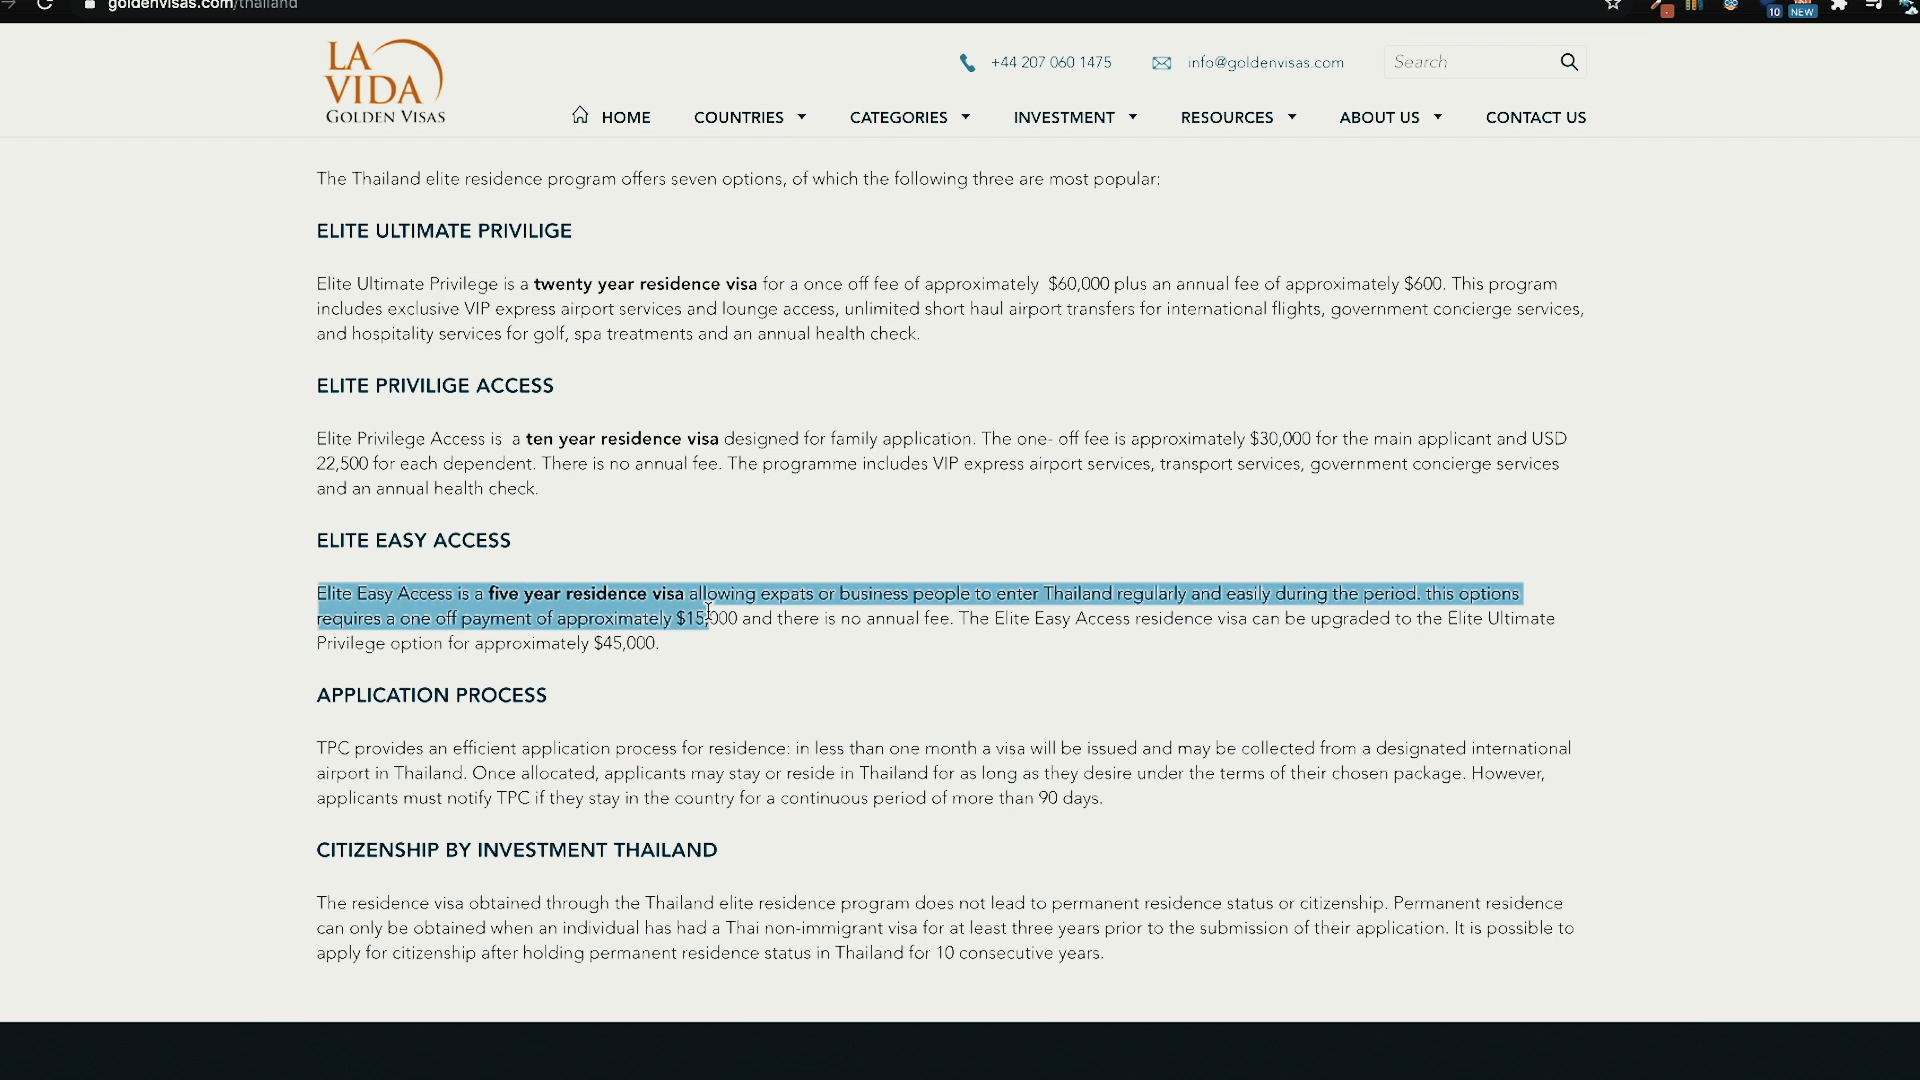 goldenvisas.com/thailand
10
NEW
LA
VIDA
GOLDEN VISAS
+44 207 060 1475
info@goldenvisas.com
Search
HOME
COUNTRIES
CATEGORIES
INVESTMENT
RESOURCES
ABOUT US
CONTACT US
The Thailand elite residence program offers seven options, of which the following three are most popular:
ELITE ULTIMATE PRIVILIGE
Elite Ultimate Privilege is a twenty year residence visa for a once off fee of approximately $60,000 plus an annual fee of approximately $600. This program
includes exclusive VIP express airport services and lounge access, unlimited short haul airport transfers for international flights, government concierge services,
and hospitality services for golf, spa treatments and an annual health check.
ELITE PRIVILIGE ACCESS
Elite Privilege Access is a ten year residence visa designed for family application. The one- off fee is approximately $30,000 for the main applicant and USD
22,500 for each dependent. There is no annual fee. The programme includes VIP express airport services, transport services, government concierge services
and an annual health check.
ELITE EASY ACCESS
Elite Easy Access is a five year residence visa allowing expats or business people to enter Thailand regularly and easily during the period. this options
requires a one off payment of approximately $15,000 and there is no annual fee. The Elite Easy Access residence visa can be upgraded to the Elite Ultimate
Privilege option for approximately $45,000.
APPLICATION PROCESS
TPC provides an efficient application process for residence: in less than one month a visa will be issued and may be collected from a designated international
airport in Thailand. Once allocated, applicants may stay or reside in Thailand for as long as they desire under the terms of their chosen package. However,
applicants must notify TPC if they stay in the country for a continuous period of more than 90 days.
CITIZENSHIP BY INVESTMENT THAILAND
The residence visa obtained through the Thailand elite residence program does not lead to permanent residence status or citizenship. Permanent residence
can only be obtained when an individual has had a Thai non-immigrant visa for at least three years prior to the submission of their application. It is possible to
apply for citizenship after holding permanent residence status in Thailand for 10 consecutive years.